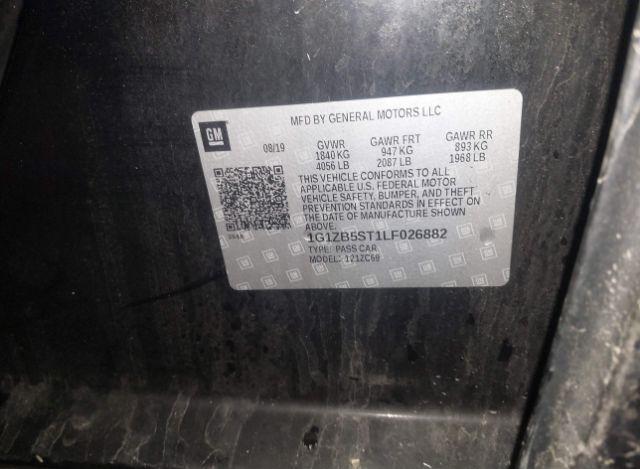 MFD BY GENERAL MOTORS LLC
GM
08/19 GVWR GAWR FRT GAWR RR
1840 KG 947 KG 893 KG
4056 LB 2087 LB 1968 LB
THIS VEHICLE CONFORMS TO ALL
APPLICABLE U.S. FEDERAL MOTOR
VEHICLE SAFETY, BUMPER, AND THEFT
PREVENTION STANDARDS IN EFFECT ON
THE DATE OF MANUFACTURE SHOWN
ABOVE.
1G1ZB5ST1LF026882
TYPE: PASS CAR
MODEL: 121ZC69